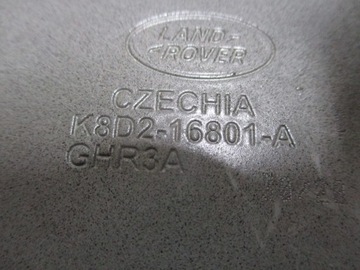 LAND-
ROVER
CZECHIA
K8D2-16801-A
GHR3A